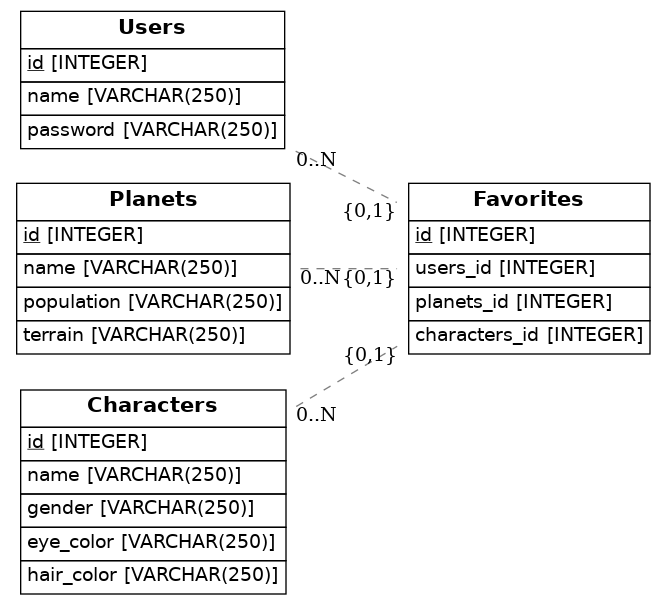 Users
id [INTEGER]
name [VARCHAR(250)]
password [VARCHAR(250)]
0..N
{0,1}
Planets
id [INTEGER]
name [VARCHAR(250)]
population [VARCHAR(250)]
terrain [VARCHAR(250)]
0..N
{0,1}
Favorites
id [INTEGER]
users_id [INTEGER]
planets_id [INTEGER]
characters_id [INTEGER]
{0,1}
0..N
Characters
id [INTEGER]
name [VARCHAR(250)]
gender [VARCHAR(250)]
eye_color [VARCHAR(250)]
hair_color [VARCHAR(250)]